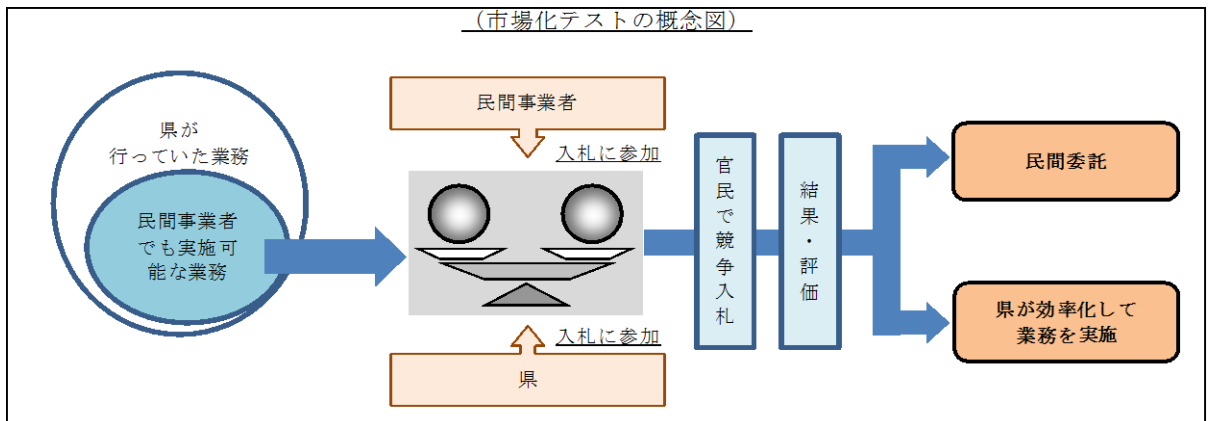 （市場化テストの概念図）
県が
行っていた業務
民間事業者
でも実施可
能な業務
民間事業者
入札に参加
入札に参加
県
官民で競争入札
結果・評価
民間委託
県が効率化して
業務を実施